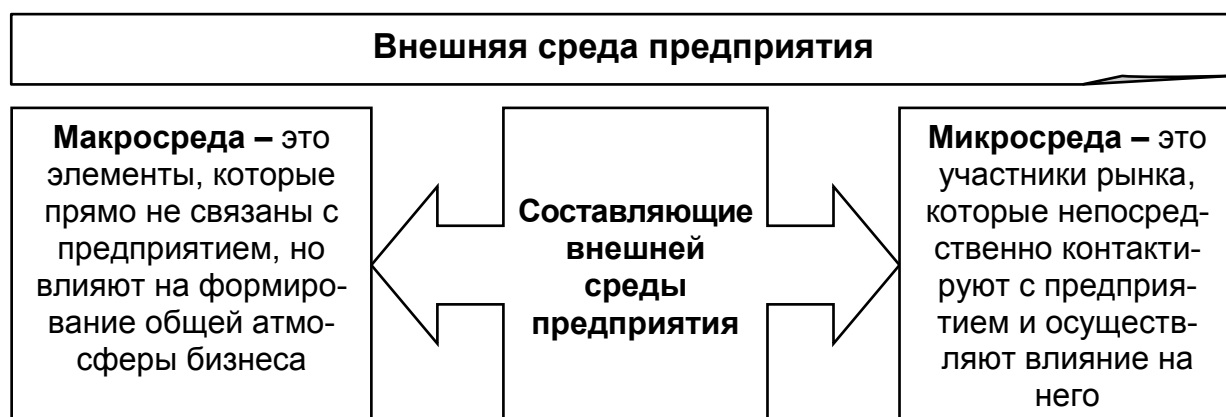 Внешняя среда предприятия
Макросреда – это
элементы, которые
прямо не связаны с
предприятием, но
влияют на формиро-
вание общей атмо-
сферы бизнеса
Составляющие
внешней
среды
предприятия
Микросреда – это
участники рынка,
которые непосред-
ственно контакти-
руют с предприя-
тием и осуществ-
ляют влияние на
него